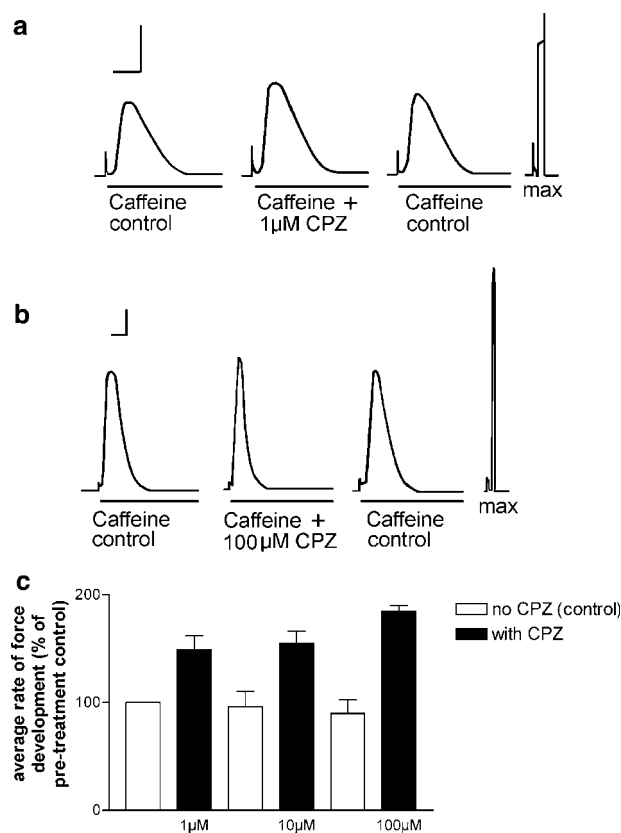 a
Caffeine
control
Caffeine +
1µM CPZ
Caffeine
control
max
b
Caffeine
control
Caffeine +
100µM CPZ
Caffeine
control
max
c
average rate of force
development (% of
pre-treatment control)
200
100
0
1µM
10µM
100µM
no CPZ (control)
with CPZ